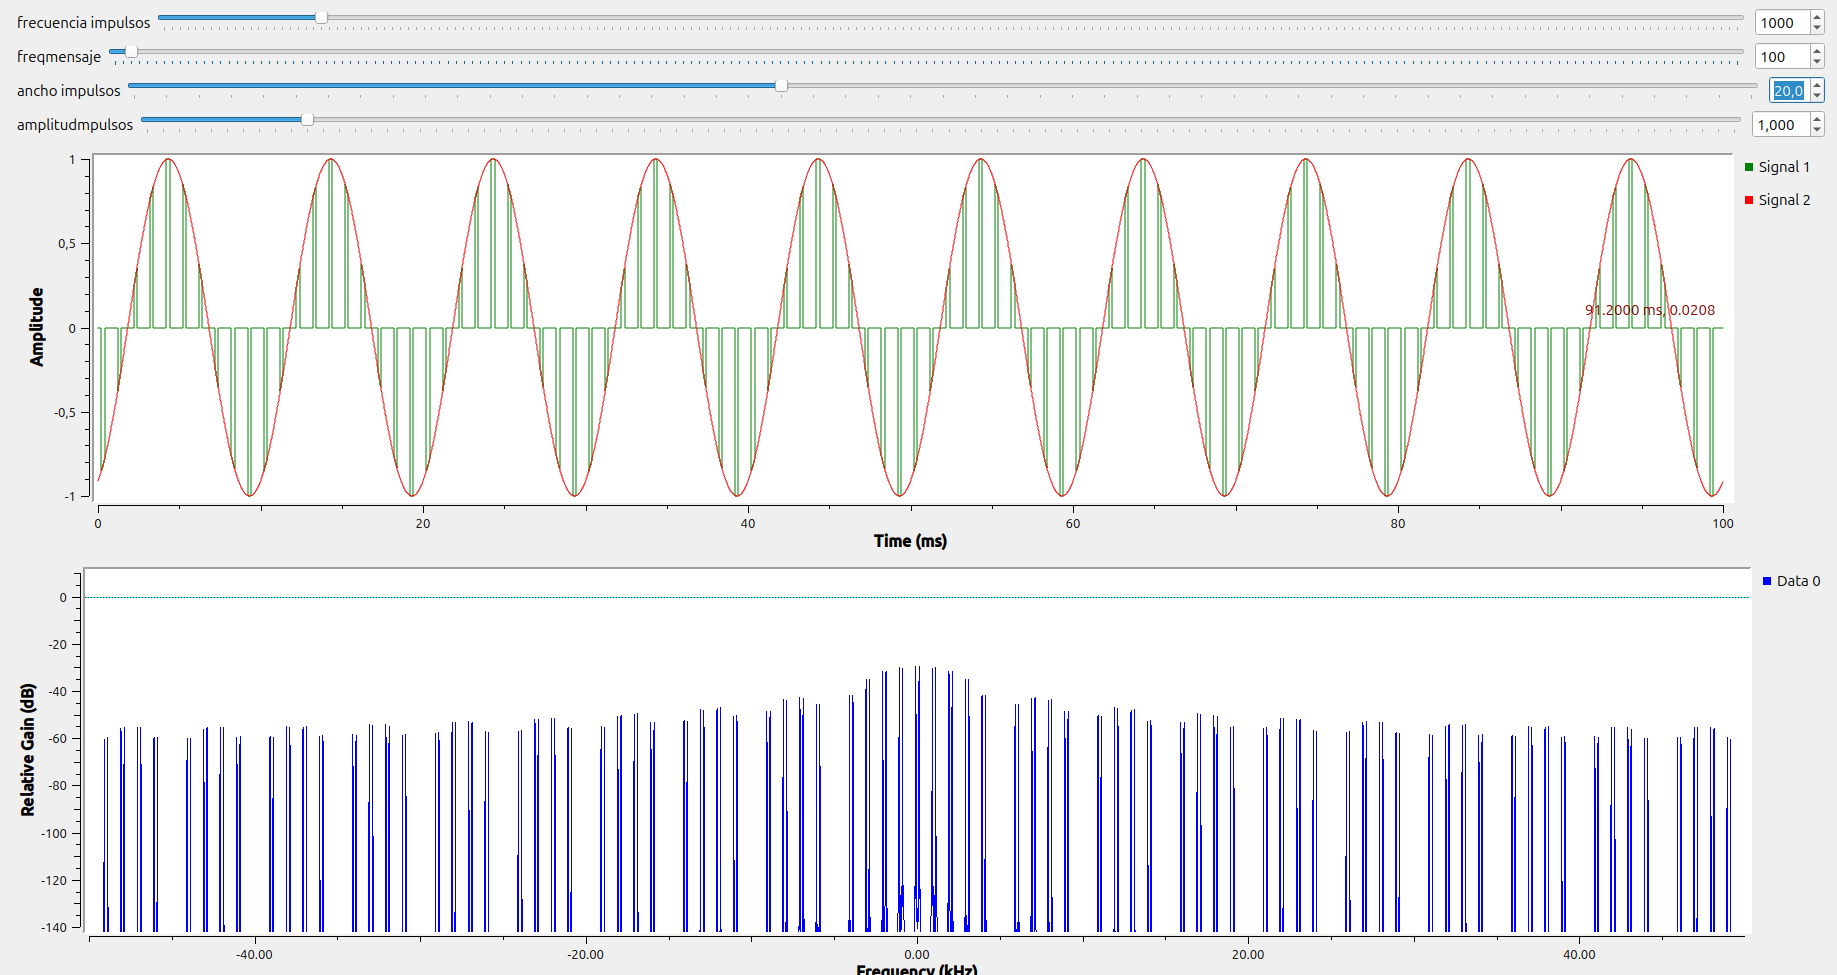 frecuencia impulsos 1000
freqmensaje 100
ancho impulsos 20,0
amplitudmpulsos 1,000
1
0,5
0
-0,5
-1
Amplitude
91.2000 ms, 0.0208
Signal 1
Signal 2
0 20 40 60 80 100
Time (ms)
0
-20
-40
-60
-80
-100
-120
-140
Relative Gain (dB)
Data 0
-40.00 -20.00 0.00 20.00 40.00
Frequency (kHz)